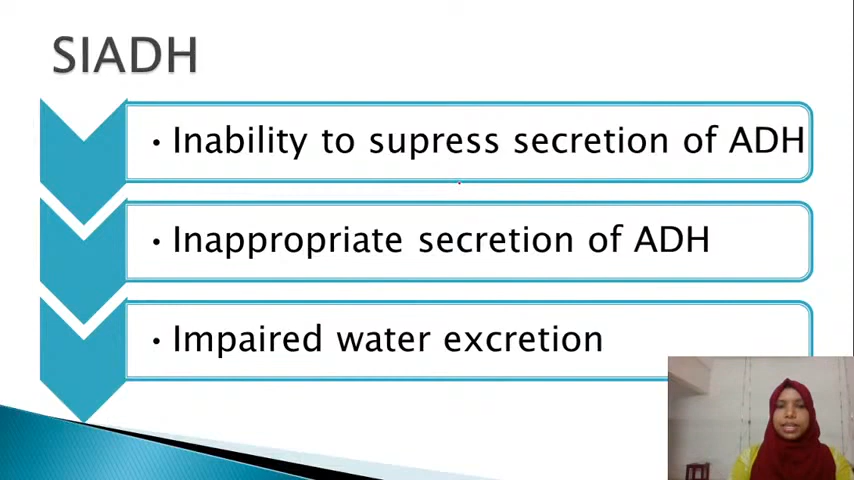 SIADH
• Inability to supress secretion of ADH
• Inappropriate secretion of ADH
• Impaired water excretion